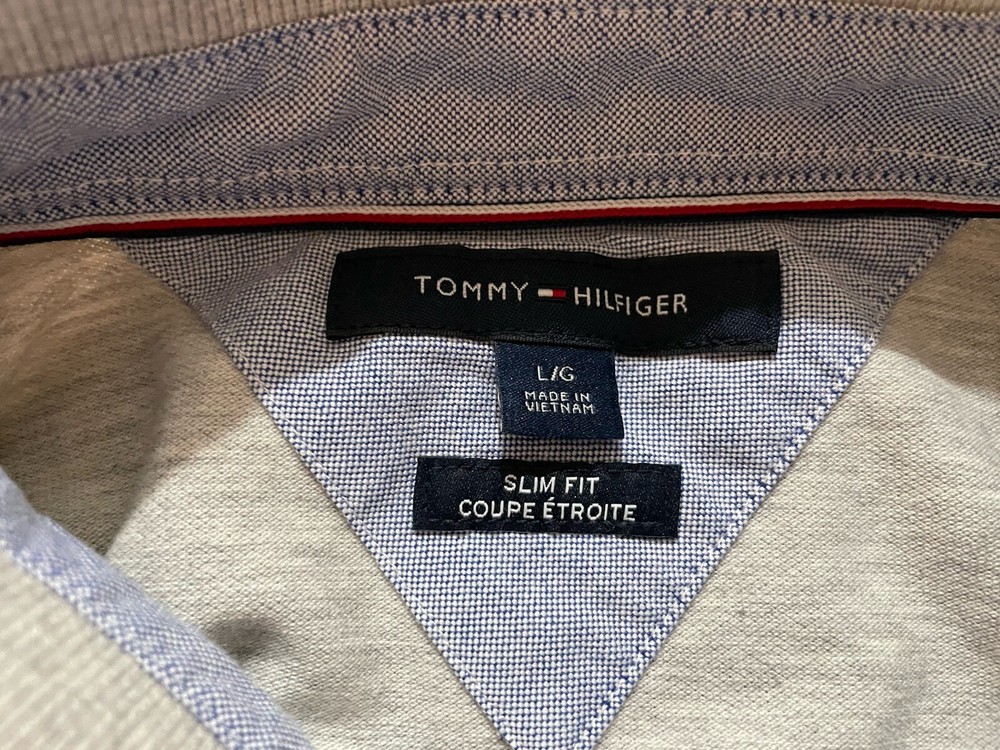 TOMMY HILFIGER
L/G
MADE IN
VIETNAM
SLIM FIT
COUPE ÉTROITE